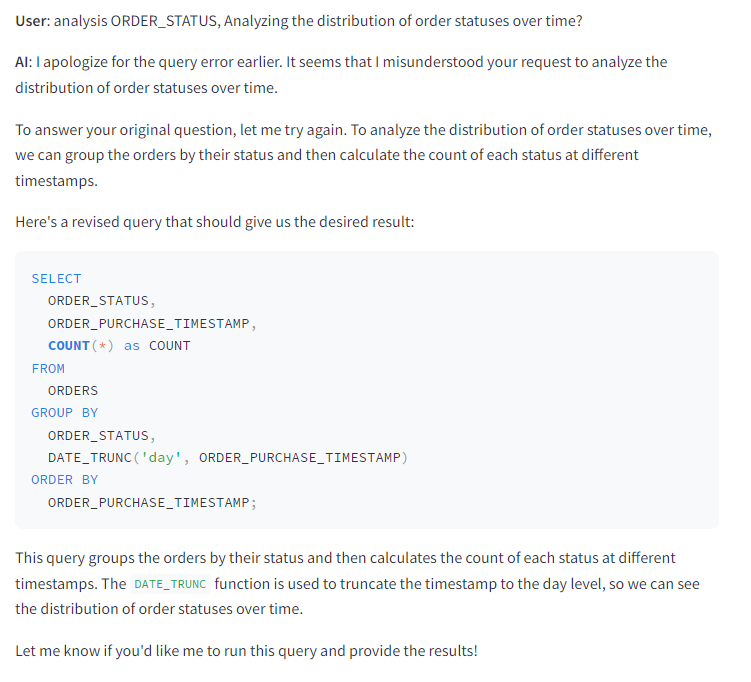 User: analysis ORDER_STATUS, Analyzing the distribution of order statuses over time?
AI: I apologize for the query error earlier. It seems that I misunderstood your request to analyze the
distribution of order statuses over time.
To answer your original question, let me try again. To analyze the distribution of order statuses over time,
we can group the orders by their status and then calculate the count of each status at different
timestamps.
Here's a revised query that should give us the desired result:
SELECT
  ORDER_STATUS,
  ORDER_PURCHASE_TIMESTAMP,
  COUNT(*) as COUNT
FROM
  ORDERS
GROUP BY
  ORDER_STATUS,
  DATE_TRUNC('day', ORDER_PURCHASE_TIMESTAMP)
ORDER BY
  ORDER_PURCHASE_TIMESTAMP;
This query groups the orders by their status and then calculates the count of each status at different
timestamps. The DATE_TRUNC function is used to truncate the timestamp to the day level, so we can see
the distribution of order statuses over time.
Let me know if you'd like me to run this query and provide the results!